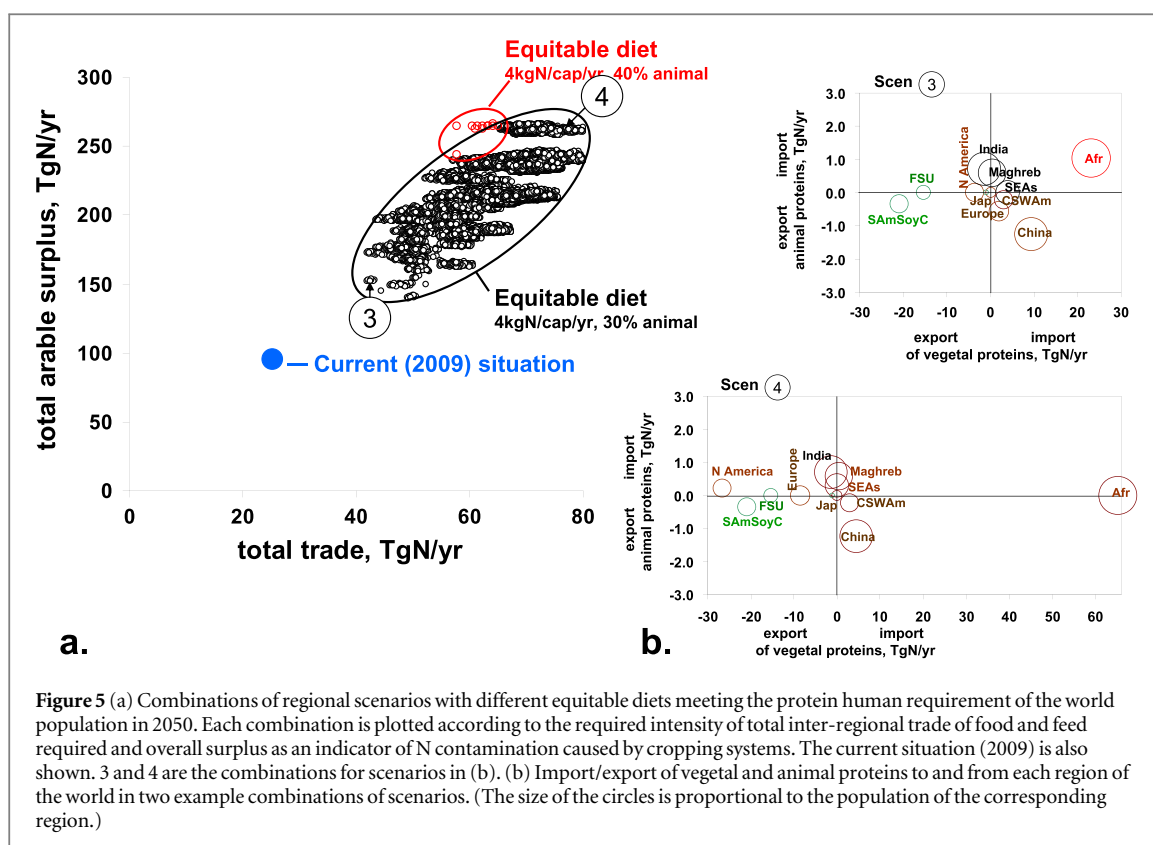 Equitable diet
4kgN/cap/yr, 40% animal
4
300
250
200
150
100
50
0
total arable surplus, TgN/yr
3
Equitable diet
4kgN/cap/yr, 30% animal
Current (2009) situation
0
20
40
60
80
total trade, TgN/yr
a.
Scen 3
3.0
2.0
1.0
0.0
-1.0
-2.0
-3.0
export import
animal proteins, TgN/yr
N America
India
Afr
Maghreb
FSU
SEAs
Jap
CSWAm
SAmSoyC
Europe
China
-30
-20
-10
0
10
20
30
export import
of vegetal proteins, TgN/yr
Scen 4
3.0
2.0
1.0
0.0
-1.0
-2.0
-3.0
export import
animal proteins, TgN/yr
India
Europe
N America
Maghreb
SEAs
Afr
FSU
Jap
CSWAm
SAmSoyC
China
-30
-20
-10
0
10
20
30
40
50
60
export import
of vegetal proteins, TgN/yr
b.
Figure 5 (a) Combinations of regional scenarios with different equitable diets meeting the protein human requirement of the world
population in 2050. Each combination is plotted according to the required intensity of total inter-regional trade of food and feed
required and overall surplus as an indicator of N contamination caused by cropping systems. The current situation (2009) is also
shown. 3 and 4 are the combinations for scenarios in (b). (b) Import/export of vegetal and animal proteins to and from each region of
the world in two example combinations of scenarios. (The size of the circles is proportional to the population of the corresponding
region.)